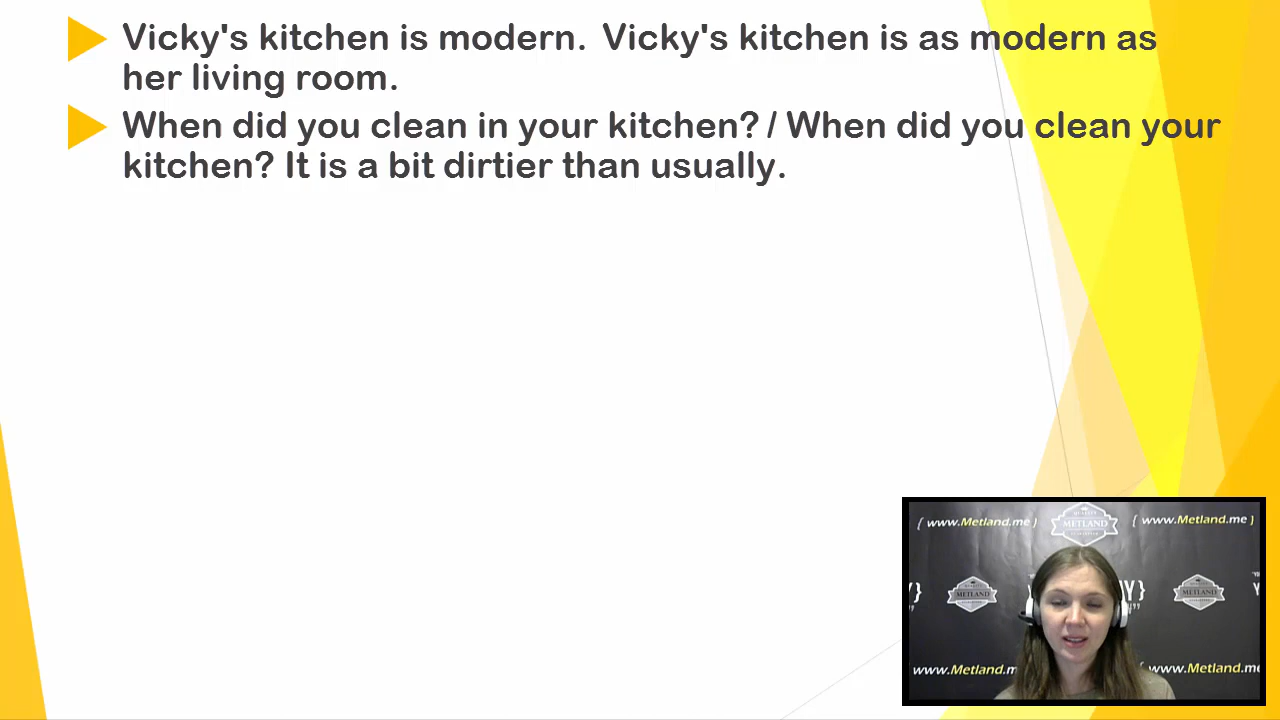 Vicky's kitchen is modern.  Vicky's kitchen is as modern as
her living room.
When did you clean in your kitchen? / When did you clean your
kitchen? It is a bit dirtier than usually.
{ www.Metland.me }
QUALITY
METLAND
{ www.Metland.me }
METLAND
METLAND
www.Metland.m
www.Metland.me